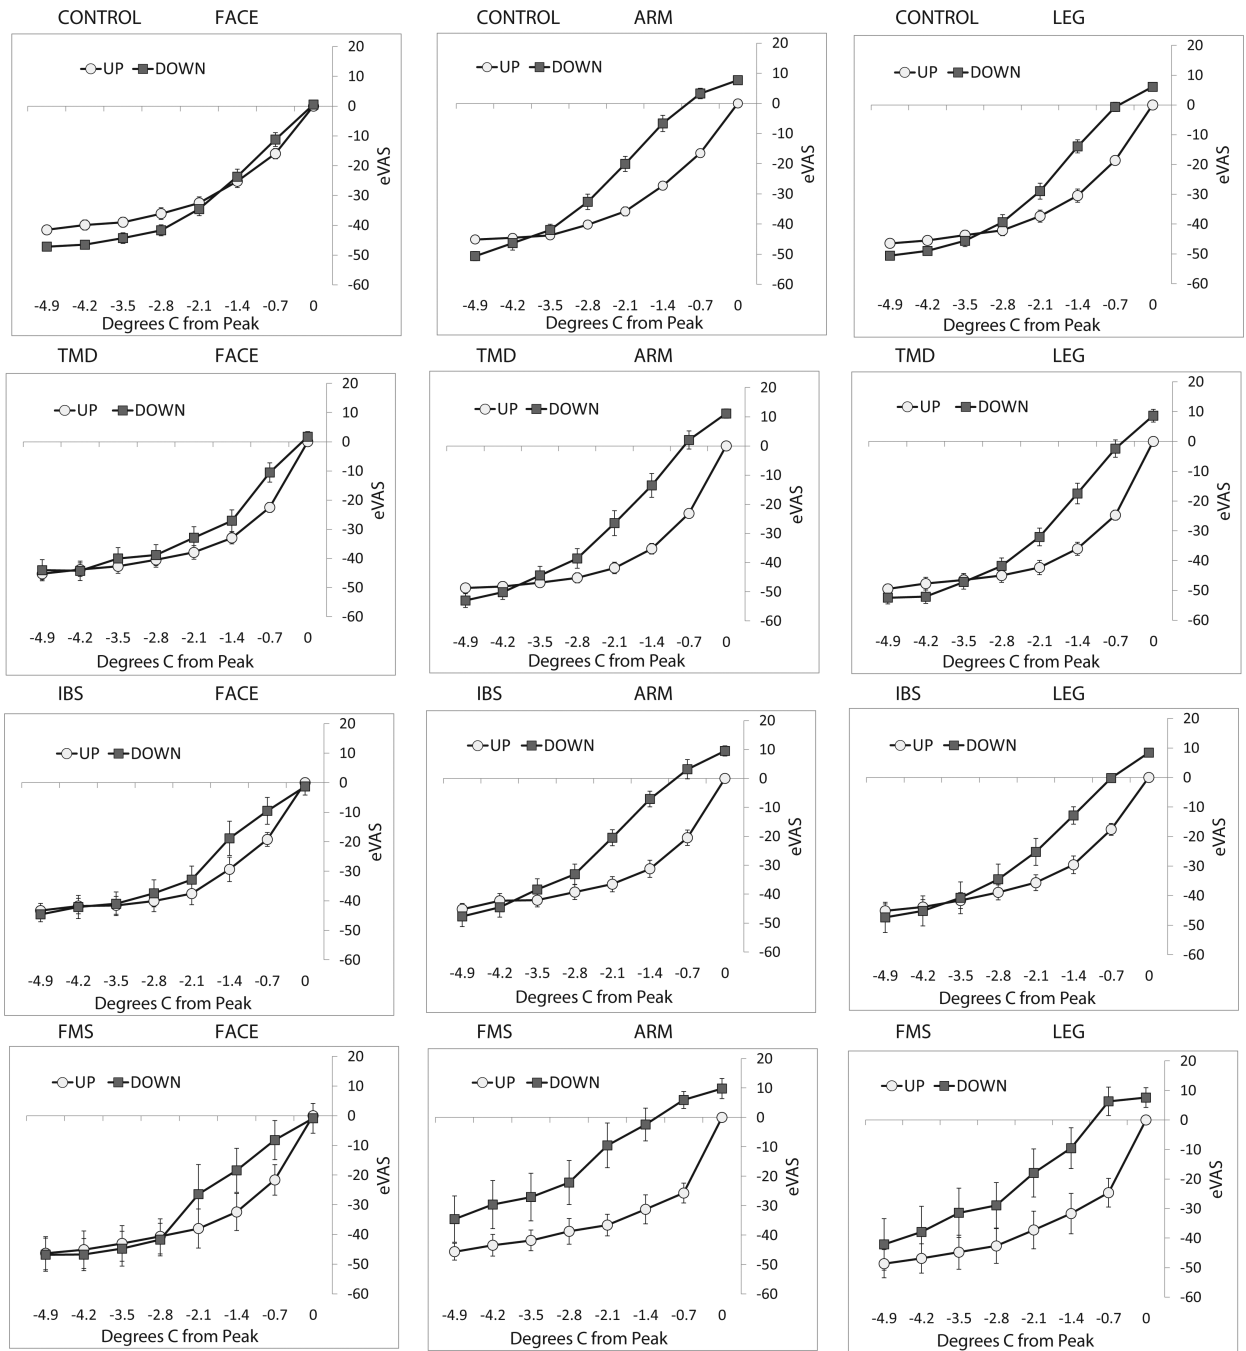 CONTROL FACE CONTROL ARM CONTROL LEG
20 20 20
UP DOWN UP DOWN UP DOWN
10 10 10
0 0 0
-10 -10 -10
-20 -20 -20
eVAS eVAS eVAS
-30 -30 -30
-40 -40 -40
-50 -50 -50
-60 -60 -60
-4.9 -4.2 -3.5 -2.8 -2.1 -1.4 -0.7 0 -4.9 -4.2 -3.5 -2.8 -2.1 -1.4 -0.7 0 -4.9 -4.2 -3.5 -2.8 -2.1 -1.4 -0.7 0
Degrees C from Peak Degrees C from Peak Degrees C from Peak
TMD FACE TMD ARM TMD LEG
20 20 20
UP DOWN UP DOWN UP DOWN
10 10 10
0 0 0
-10 -10 -10
-20 -20 -20
eVAS eVAS eVAS
-30 -30 -30
-40 -40 -40
-50 -50 -50
-60 -60 -60
-4.9 -4.2 -3.5 -2.8 -2.1 -1.4 -0.7 0 -4.9 -4.2 -3.5 -2.8 -2.1 -1.4 -0.7 0 -4.9 -4.2 -3.5 -2.8 -2.1 -1.4 -0.7 0
Degrees C from Peak Degrees C from Peak Degrees C from Peak
IBS FACE IBS ARM IBS LEG
20 20 20
UP DOWN UP DOWN UP DOWN
10 10 10
0 0 0
-10 -10 -10
-20 -20 -20
eVAS eVAS eVAS
-30 -30 -30
-40 -40 -40
-50 -50 -50
-60 -60 -60
-4.9 -4.2 -3.5 -2.8 -2.1 -1.4 -0.7 0 -4.9 -4.2 -3.5 -2.8 -2.1 -1.4 -0.7 0 -4.9 -4.2 -3.5 -2.8 -2.1 -1.4 -0.7 0
Degrees C from Peak Degrees C from Peak Degrees C from Peak
FMS FACE FMS ARM FMS LEG
20 20 20
UP DOWN UP DOWN UP DOWN
10 10 10
0 0 0
-10 -10 -10
-20 -20 -20
eVAS eVAS eVAS
-30 -30 -30
-40 -40 -40
-50 -50 -50
-60 -60 -60
-4.9 -4.2 -3.5 -2.8 -2.1 -1.4 -0.7 0 -4.9 -4.2 -3.5 -2.8 -2.1 -1.4 -0.7 0 -4.9 -4.2 -3.5 -2.8 -2.1 -1.4 -0.7 0
Degrees C from Peak Degrees C from Peak Degrees C from Peak